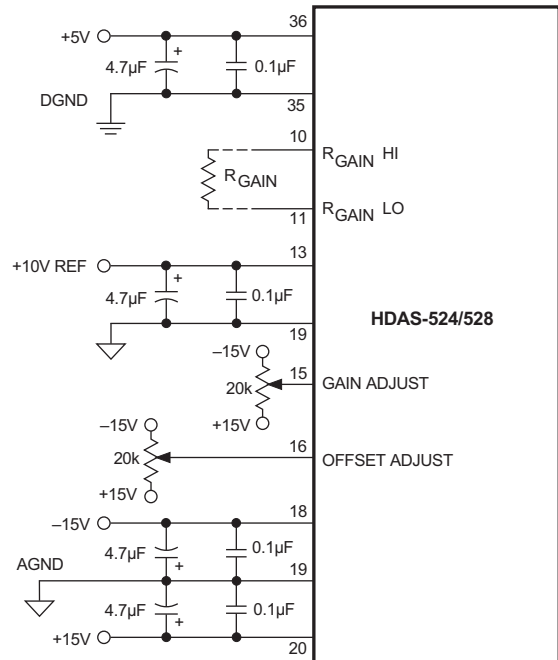 36
+5V
+
4.7µF
0.1µF
DGND
35
10
RGAIN HI
RGAIN
RGAIN LO
11
13
+10V REF
+
4.7µF
0.1µF
19
HDAS-524/528
–15V
15
GAIN ADJUST
20k
+15V
–15V
16
20k
OFFSET ADJUST
+15V
18
–15V
4.7µF
0.1µF
+
AGND
19
4.7µF
0.1µF
+
+15V
20